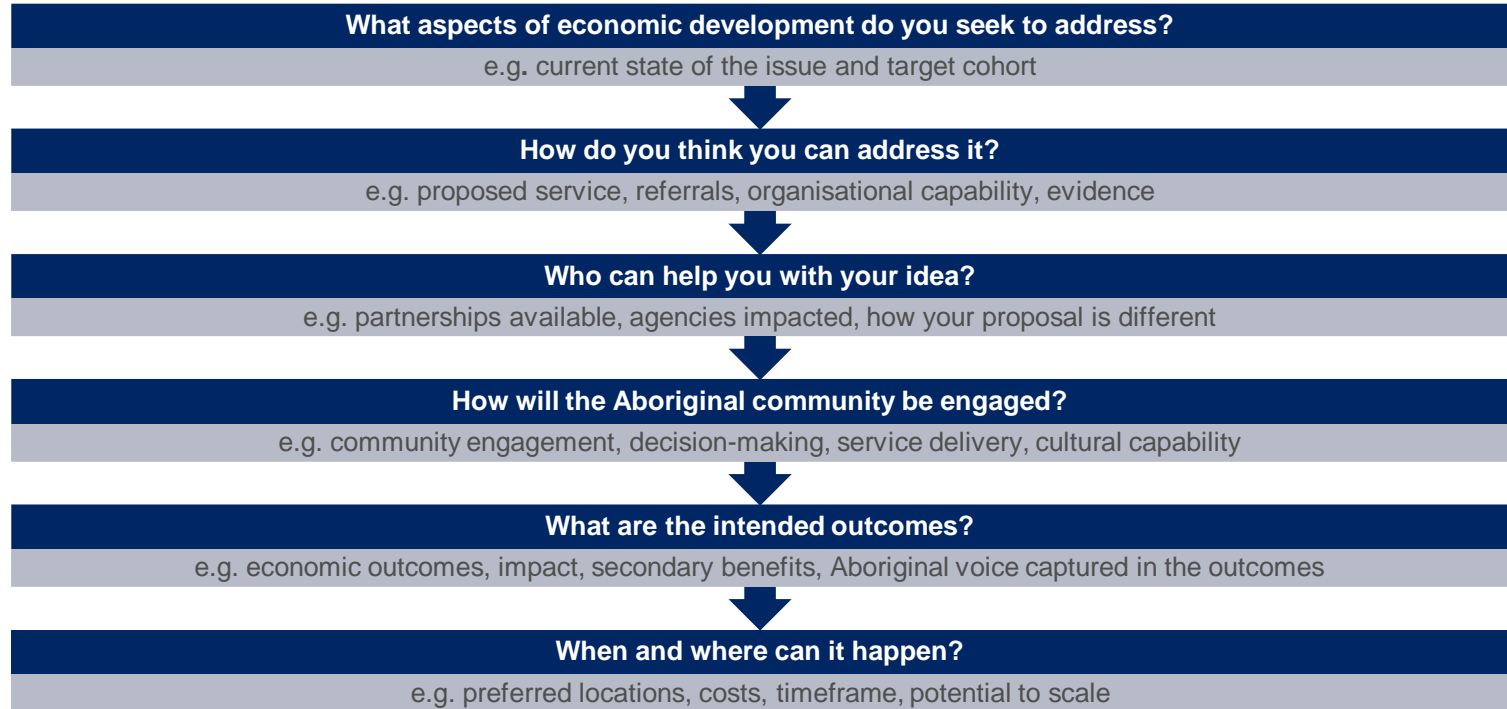 What aspects of economic development do you seek to address?
e.g. current state of the issue and target cohort
How do you think you can address it?
e.g. proposed service, referrals, organisational capability, evidence
Who can help you with your idea?
e.g. partnerships available, agencies impacted, how your proposal is different
How will the Aboriginal community be engaged?
e.g. community engagement, decision-making, service delivery, cultural capability
What are the intended outcomes?
e.g. economic outcomes, impact, secondary benefits, Aboriginal voice captured in the outcomes
When and where can it happen?
e.g. preferred locations, costs, timeframe, potential to scale